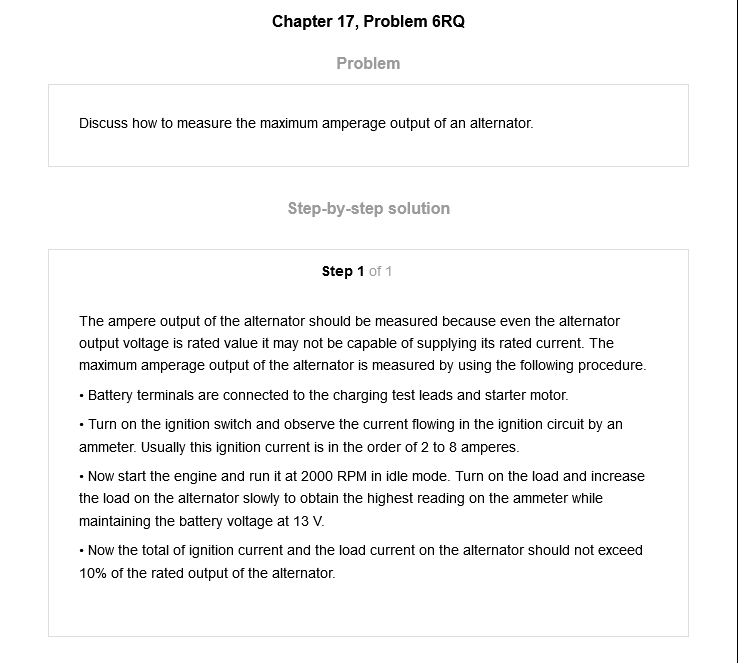 Chapter 17, Problem 6RQ
Problem
Discuss how to measure the maximum amperage output of an alternator.
Step-by-step solution
Step 1 of 1
The ampere output of the alternator should be measured because even the alternator
output voltage is rated value it may not be capable of supplying its rated current. The
maximum amperage output of the alternator is measured by using the following procedure.
• Battery terminals are connected to the charging test leads and starter motor.
• Turn on the ignition switch and observe the current flowing in the ignition circuit by an
ammeter. Usually this ignition current is in the order of 2 to 8 amperes.
• Now start the engine and run it at 2000 RPM in idle mode. Turn on the load and increase
the load on the alternator slowly to obtain the highest reading on the ammeter while
maintaining the battery voltage at 13 V.
• Now the total of ignition current and the load current on the alternator should not exceed
10% of the rated output of the alternator.